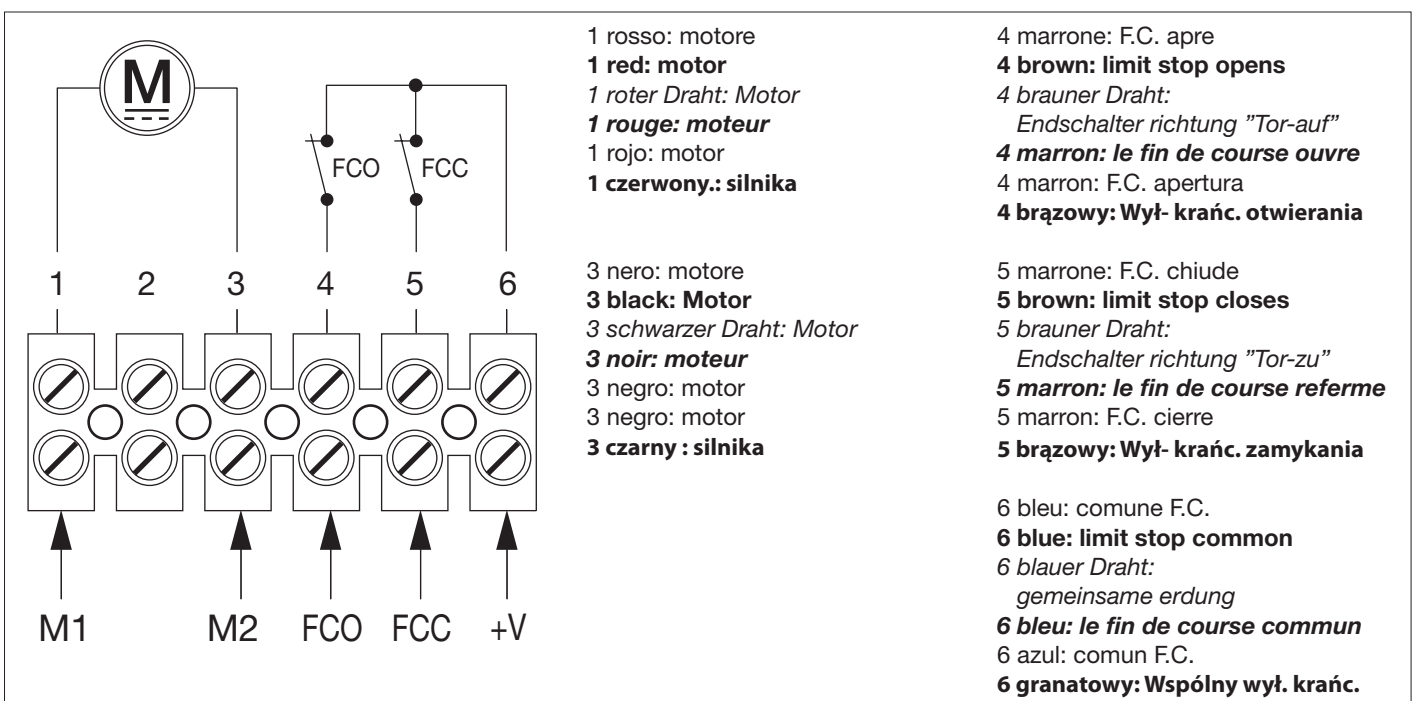 M
FCO FCC
1 2 3 4 5 6
M1 M2 FCO FCC +V
1 rosso: motore
1 red: motor
1 roter Draht: Motor
1 rouge: moteur
1 rojo: motor
1 czerwony.: silnika
3 nero: motore
3 black: Motor
3 schwarzer Draht: Motor
3 noir: moteur
3 negro: motor
3 negro: motor
3 czarny : silnika
4 marrone: F.C. apre
4 brown: limit stop opens
4 brauner Draht:
Endschalter richtung ”Tor-auf”
4 marron: le fin de course ouvre
4 marron: F.C. apertura
4 brązowy: Wył- krańc. otwierania
5 marrone: F.C. chiude
5 brown: limit stop closes
5 brauner Draht:
Endschalter richtung ”Tor-zu”
5 marron: le fin de course referme
5 marron: F.C. cierre
5 brązowy: Wył- krańc. zamykania
6 bleu: comune F.C.
6 blue: limit stop common
6 blauer Draht:
gemeinsame erdung
6 bleu: le fin de course commun
6 azul: comun F.C.
6 granatowy: Wspólny wył. krańc.